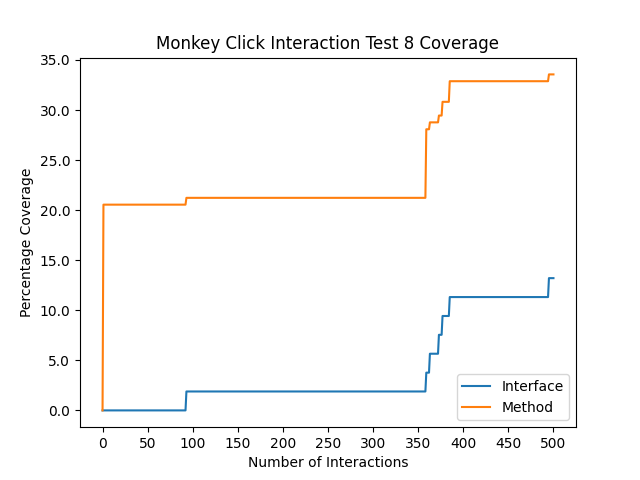 Monkey Click Interaction Test 8 Coverage
35.0
30.0
25.0
20.0
15.0
10.0
5.0
0.0
Percentage Coverage
Interface
Method
0 50 100 150 200 250 300 350 400 450 500
Number of Interactions